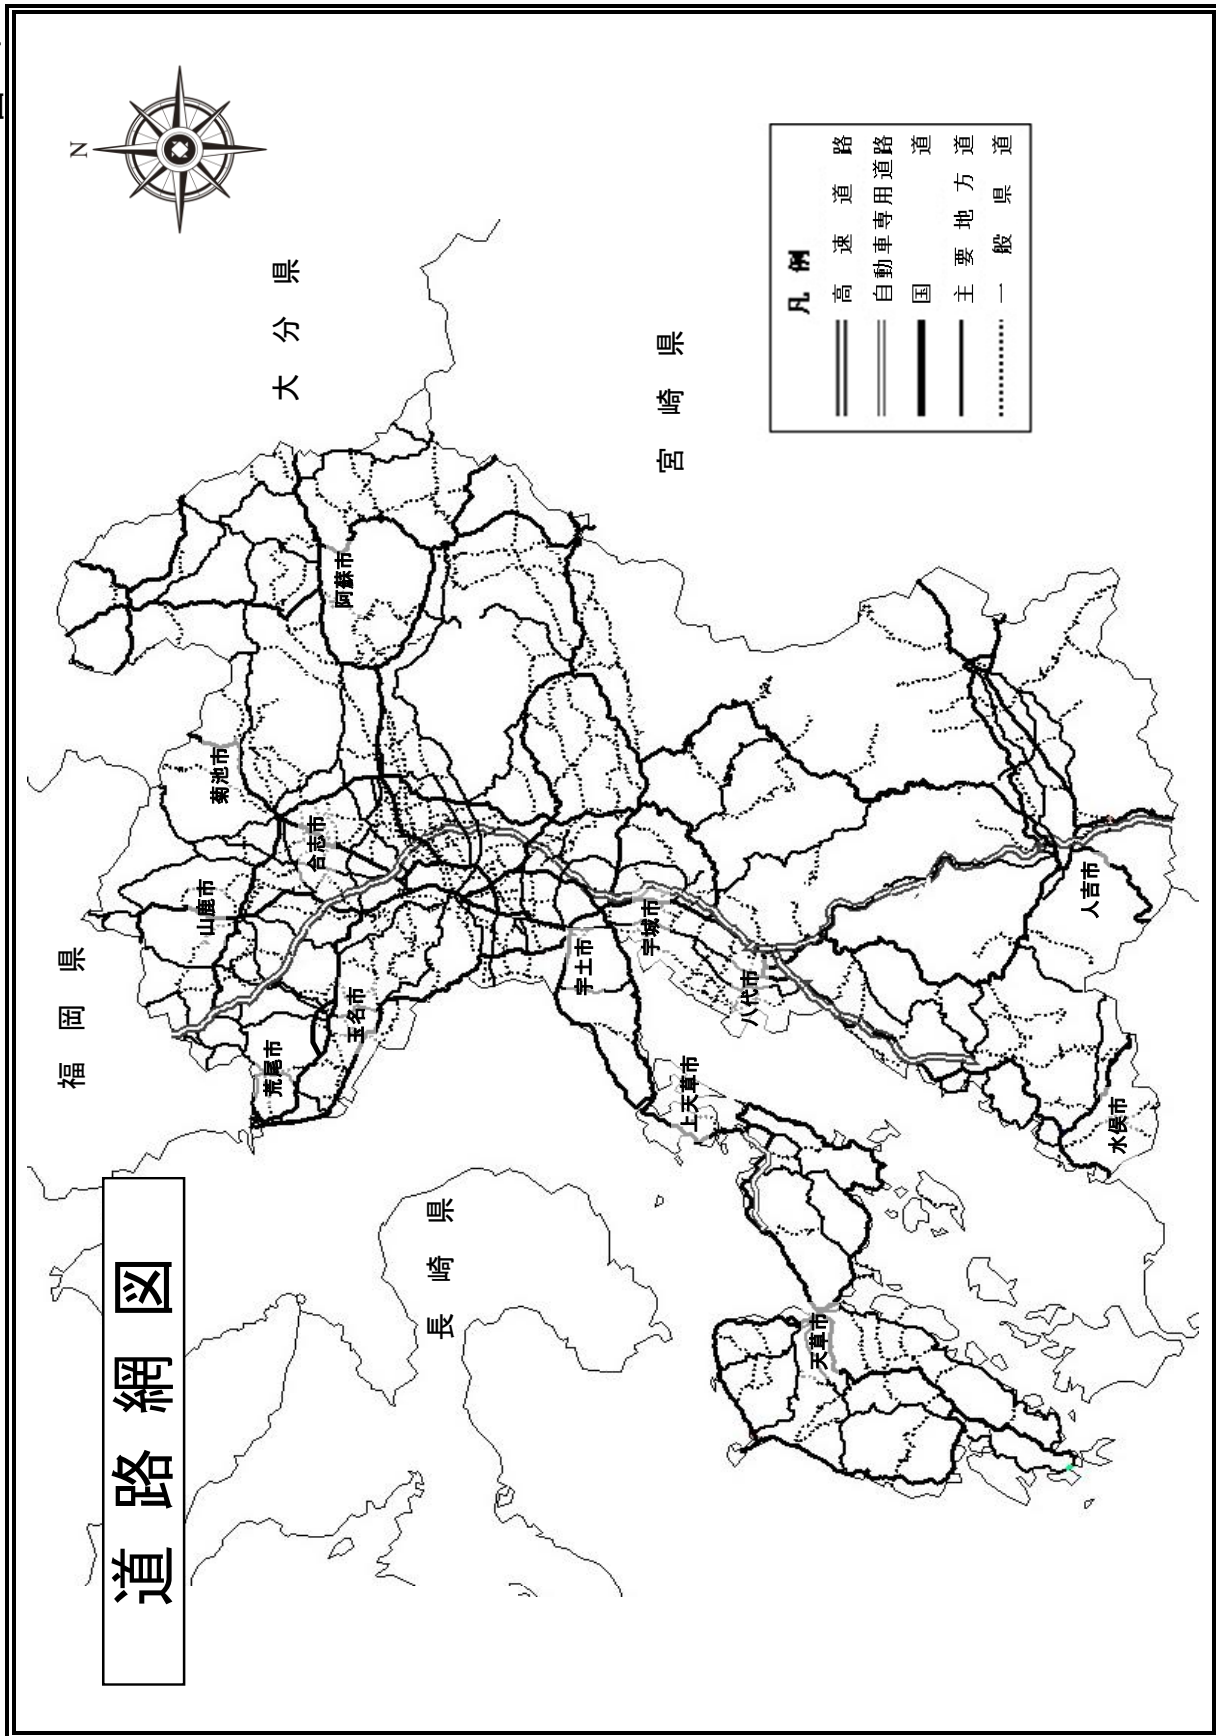 道路網図
N
福岡県
大分県
宮崎県
長崎県
凡例
高速道路
自動車専用道路
国道
主要地方道
一般県道
阿蘇市
菊池市
合志市
山鹿市
玉名市
荒尾市
宇土市
宇城市
八代市
上天草市
天草市
人吉市
水俣市